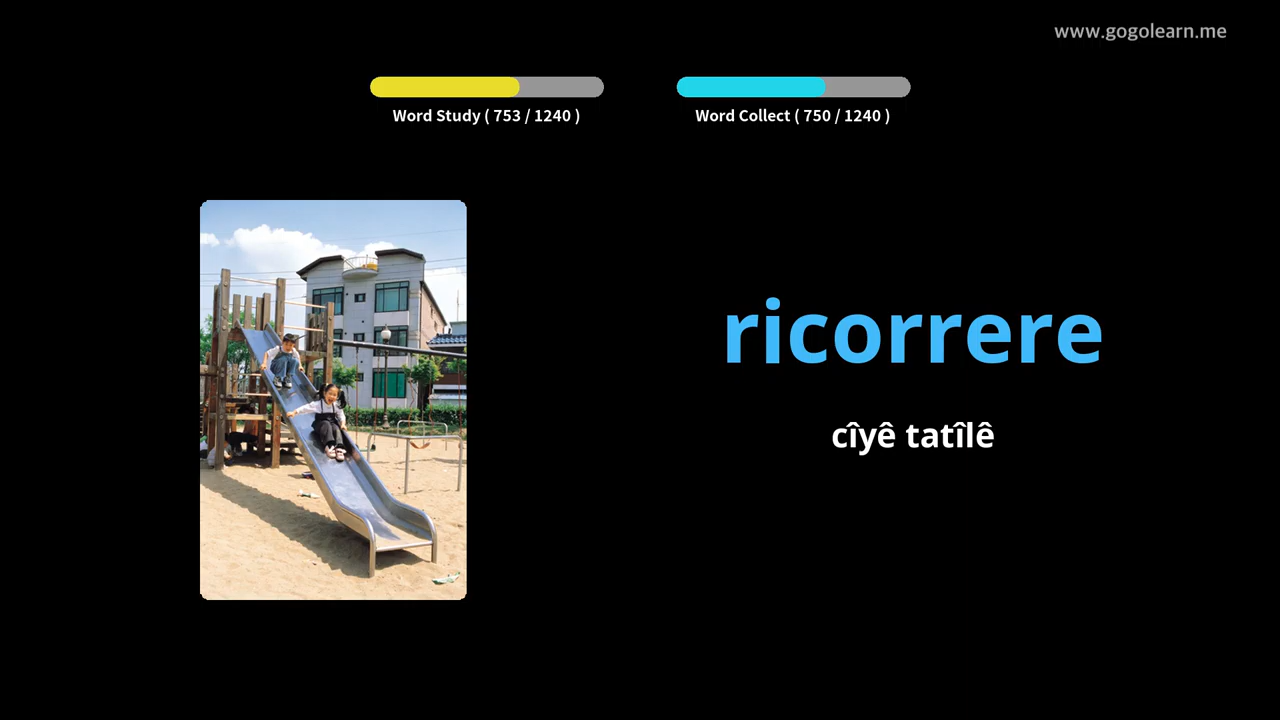 www.gogolearn.me
Word Study ( 753 / 1240 )
Word Collect ( 750 / 1240 )
ricorrere
cîyê tatîlê